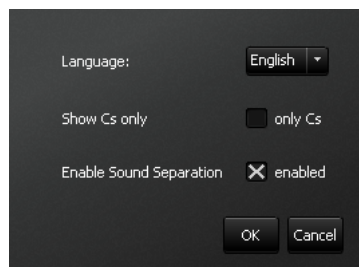 Language: English
Show Cs only only Cs
Enable Sound Separation enabled
OK Cancel